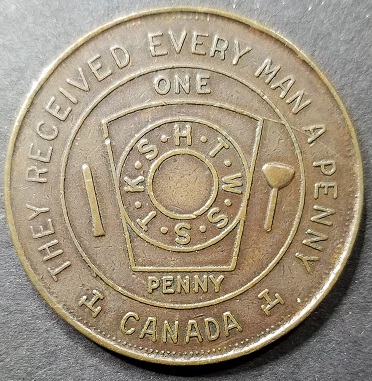 THEY RECEIVED EVERY MAN A PENNY
ONE
H·T·W·S·S·T·K·S·
PENNY
CANADA